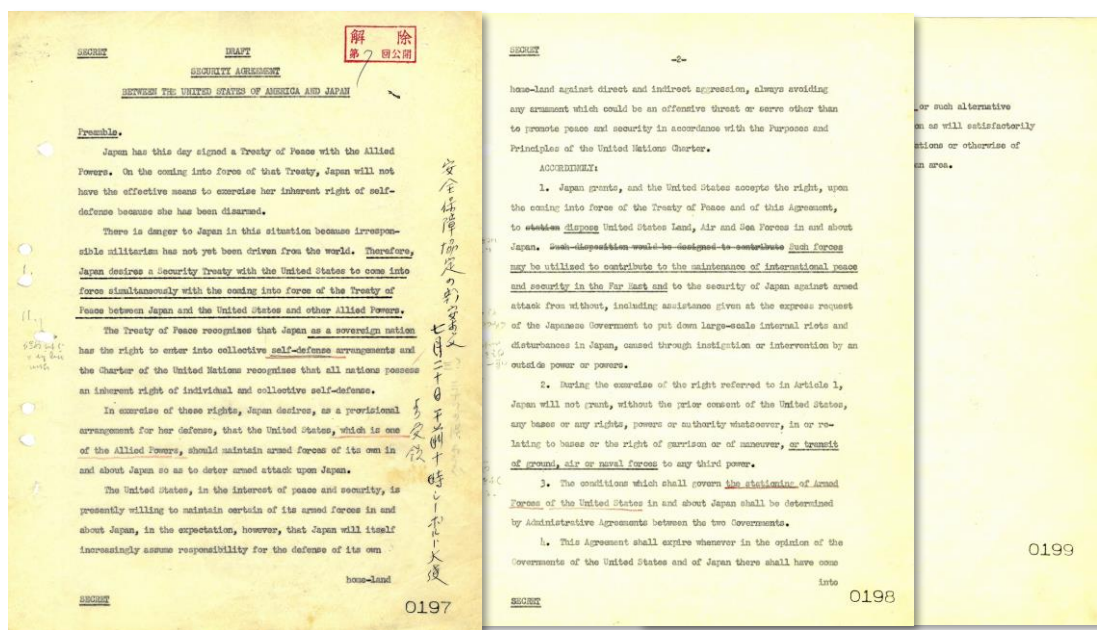 SECRET
DRAFT
SECURITY AGREEMENT
BETWEEN THE UNITED STATES OF AMERICA AND JAPAN
解 除
第 7 回公開
Preamble.
Japan has this day signed a Treaty of Peace with the Allied
Powers. On the coming into force of that Treaty, Japan will not
have the effective means to exercise her inherent right of self-
defense because she has been disarmed.
There is danger to Japan in this situation because irrespon-
sible militarism has not yet been driven from the world. Therefore,
Japan desires a Security Treaty with the United States to come into
force simultaneously with the coming into force of the Treaty of
Peace between Japan and the United States and other Allied Powers.
The Treaty of Peace recognizes that Japan as a sovereign nation
has the right to enter into collective self-defense arrangements and
the Charter of the United Nations recognizes that all nations possess
an inherent right of individual and collective self-defense.
In exercise of these rights, Japan desires, as a provisional
arrangement for her defense, that the United States, which is one
of the Allied Powers, should maintain armed forces of its own in
and about Japan so as to deter armed attack upon Japan.
The United States, in the interest of peace and security, is
presently willing to maintain certain of its armed forces in and
about Japan, in the expectation, however, that Japan will itself
increasingly assume responsibility for the defense of its own
home-land
SECRET
0197
安全保障協定の
七月二十日午前十時シーボルド大使
受領
SECRET
-2-
home-land against direct and indirect aggression, always avoiding
any armament which could be an offensive threat or serve other than
to promote peace and security in accordance with the Purposes and
Principles of the United Nations Charter.
ACCORDINGLY:
1. Japan grants, and the United States accepts the right, upon
the coming into force of the Treaty of Peace and of this Agreement,
to station dispose United States Land, Air and Sea Forces in and about
Japan. Such disposition would be designed to contribute Such forces
may be utilized to contribute to the maintenance of international peace
and security in the Far East and to the security of Japan against armed
attack from without, including assistance given at the express request
of the Japanese Government to put down large-scale internal riots and
disturbances in Japan, caused through instigation or intervention by an
outside power or powers.
2. During the exercise of the right referred to in Article 1,
Japan will not grant, without the prior consent of the United States,
any bases or any rights, powers or authority whatsoever, in or re-
lating to bases or the right of garrison or of maneuver, or transit
of ground, air or naval forces to any third power.
3. The conditions which shall govern the stationing of Armed
Forces of the United States in and about Japan shall be determined
by Administrative Agreements between the two Governments.
4. This Agreement shall expire whenever in the opinion of the
Governments of the United States and of Japan there shall have come
into
SECRET
0198
or such alternative
on as will satisfactorily
ations or otherwise of
an area.
0199